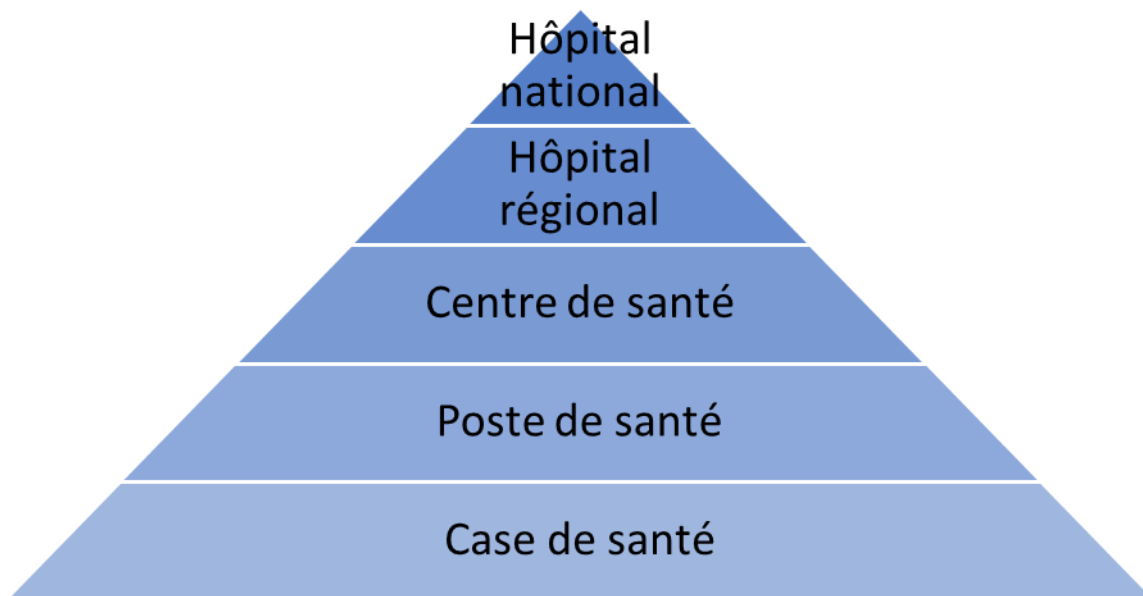 Hôpital
national
Hôpital
régional
Centre de santé
Poste de santé
Case de santé